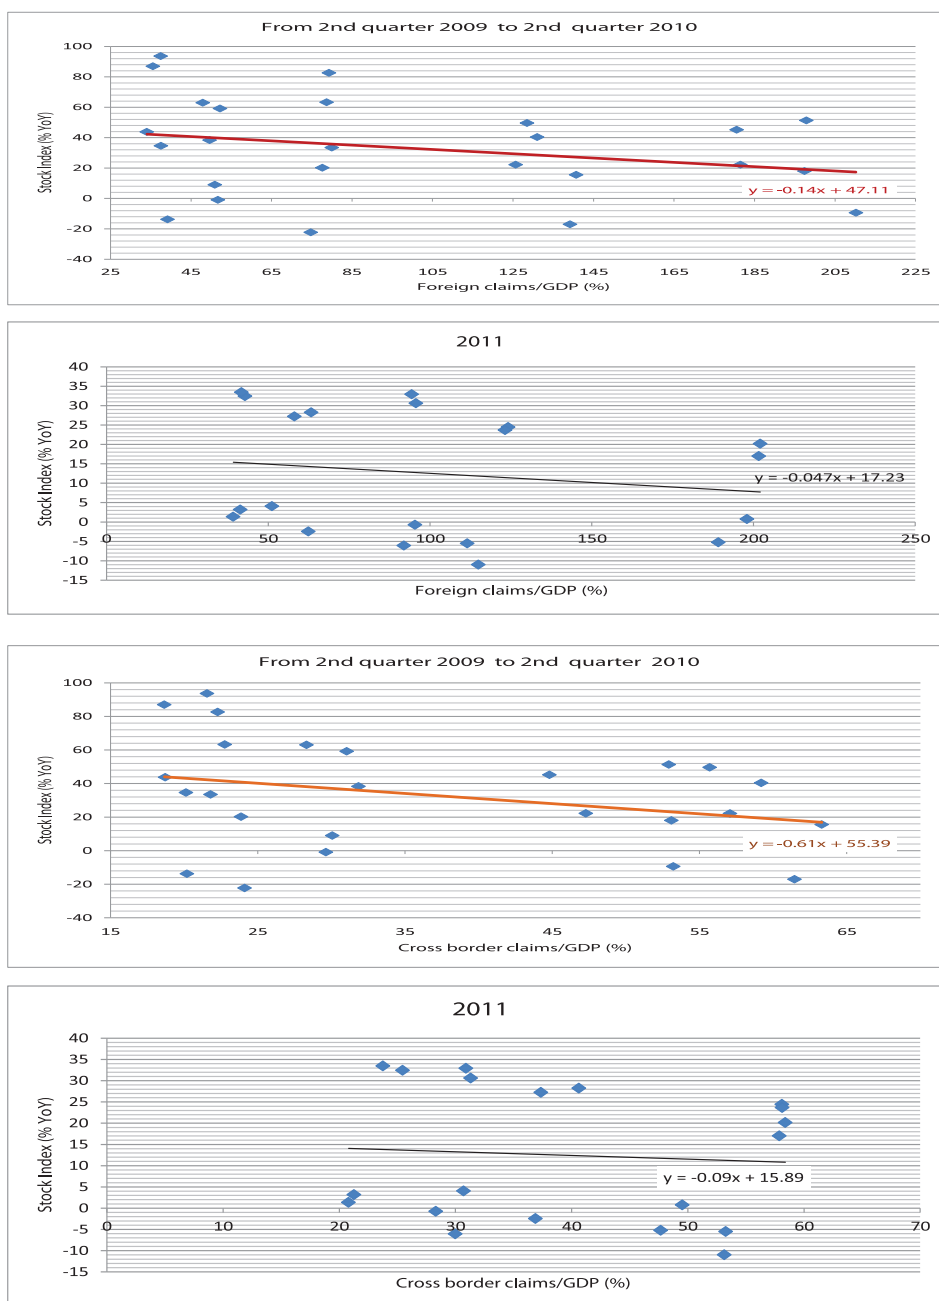 From 2nd quarter 2009 to 2nd quarter 2010
Stock Index (% YoY)
100
80
60
40
20
0
-20
-40
y = -0.14x + 47.11
25 45 65 85 105 125 145 165 185 205 225
Foreign claims/GDP (%)
2011
Stock Index (% YoY)
40
35
30
25
20
15
10
5
0
-5
-10
-15
y = -0.047x + 17.23
0 50 100 150 200 250
Foreign claims/GDP (%)
From 2nd quarter 2009 to 2nd quarter 2010
Stock Index (% YoY)
100
80
60
40
20
0
-20
-40
y = -0.61x + 55.39
15 25 35 45 55 65
Cross border claims/GDP (%)
2011
Stock Index (% YoY)
40
35
30
25
20
15
10
5
0
-5
-10
-15
y = -0.09x + 15.89
0 10 20 30 40 50 60 70
Cross border claims/GDP (%)